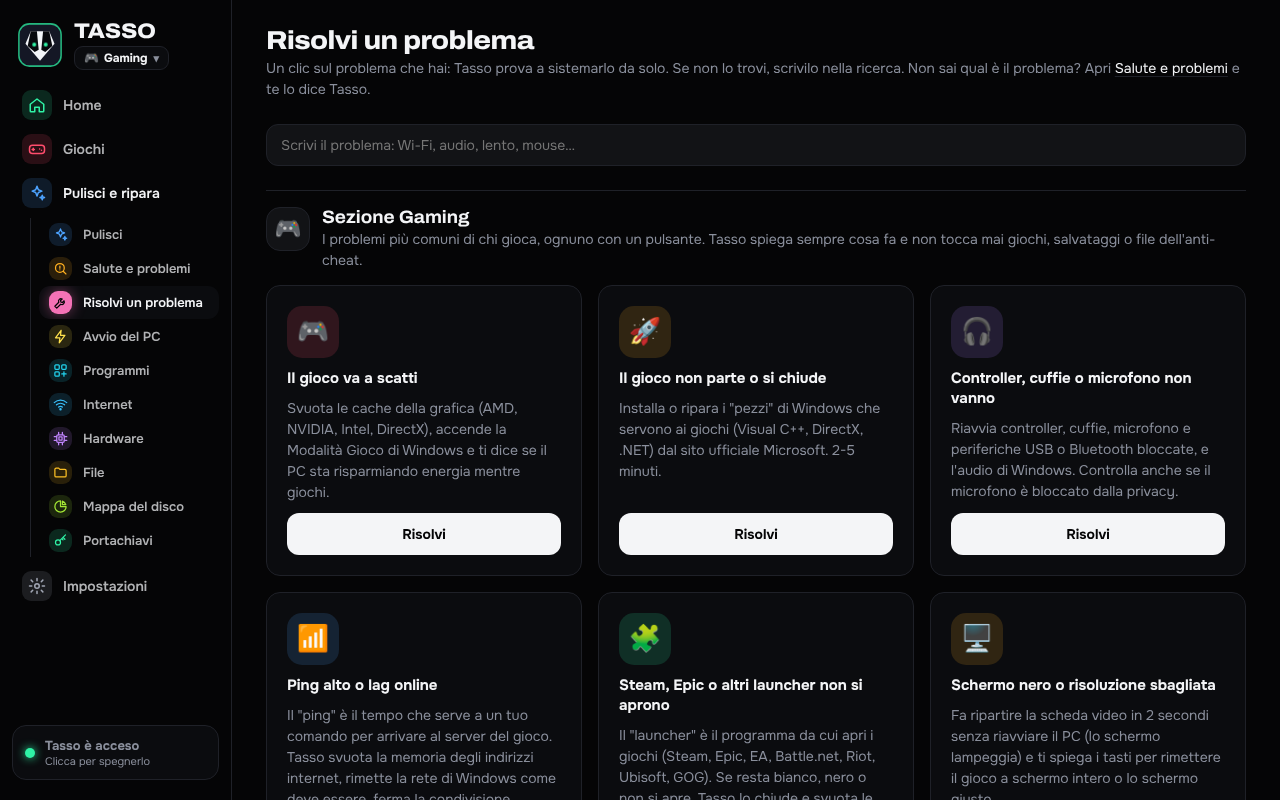 TASSO
Gaming
Home
Giochi
Pulisci e ripara
Pulisci
Salute e problemi
Risolvi un problema
Avvio del PC
Programmi
Internet
Hardware
File
Mappa del disco
Portachiavi
Impostazioni
Tasso è acceso
Clicca per spegnerlo
Risolvi un problema
Un clic sul problema che hai: Tasso prova a sistemarlo da solo. Se non lo trovi, scrivilo nella ricerca. Non sai qual è il problema? Apri Salute e problemi e
te lo dice Tasso.
Scrivi il problema: Wi-Fi, audio, lento, mouse...
Sezione Gaming
I problemi più comuni di chi gioca, ognuno con un pulsante. Tasso spiega sempre cosa fa e non tocca mai giochi, salvataggi o file dell'anti-
cheat.
Il gioco va a scatti
Svuota le cache della grafica (AMD,
NVIDIA, Intel, DirectX), accende la
Modalità Gioco di Windows e ti dice se il
PC sta risparmiando energia mentre
giochi.
Risolvi
Il gioco non parte o si chiude
Installa o ripara i "pezzi" di Windows che
servono ai giochi (Visual C++, DirectX,
.NET) dal sito ufficiale Microsoft. 2-5
minuti.
Risolvi
Controller, cuffie o microfono non
vanno
Riavvia controller, cuffie, microfono e
periferiche USB o Bluetooth bloccate, e
l'audio di Windows. Controlla anche se il
microfono è bloccato dalla privacy.
Risolvi
Ping alto o lag online
Il "ping" è il tempo che serve a un tuo
comando per arrivare al server del gioco.
Tasso svuota la memoria degli indirizzi
internet, rimette la rete di Windows come
deve essere, ferma la condivisione
Steam, Epic o altri launcher non si
aprono
Il "launcher" è il programma da cui apri i
giochi (Steam, Epic, EA, Battle.net, Riot,
Ubisoft, GOG). Se resta bianco, nero o
non si apre, Tasso lo chiude e svuota le
Schermo nero o risoluzione sbagliata
Fa ripartire la scheda video in 2 secondi
senza riavviare il PC (lo schermo
lampeggia) e ti spiega i tasti per rimettere
il gioco a schermo intero o lo schermo
giusto.